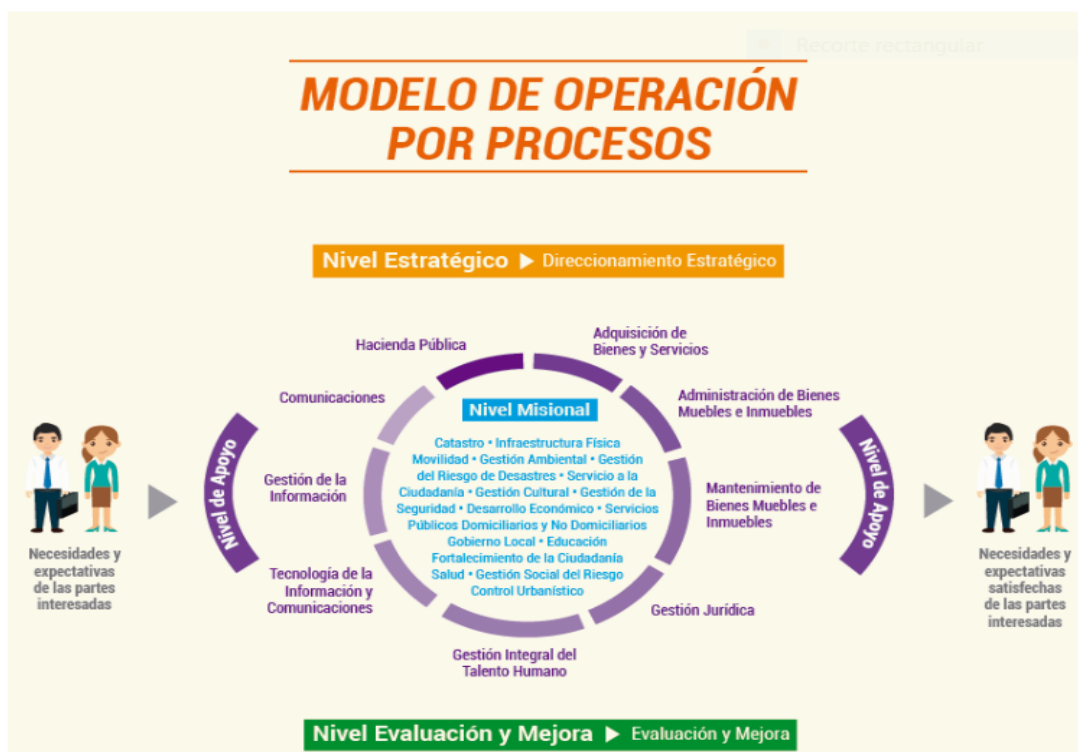 Recorte rectangular
MODELO DE OPERACIÓN
POR PROCESOS
Nivel Estratégico ▶ Direccionamiento Estratégico
Hacienda Pública
Adquisición de
Bienes y Servicios
Comunicaciones
Administración de Bienes
Muebles e Inmuebles
Nivel de Apoyo
Gestión de la
Información
Tecnología de la
Información y
Comunicaciones
Nivel Misional
Catastro • Infraestructura Física
Movilidad • Gestión Ambiental • Gestión
del Riesgo de Desastres • Servicio a la
Ciudadanía • Gestión Cultural • Gestión de la
Seguridad • Desarrollo Económico • Servicios
Públicos Domiciliarios y No Domiciliarios
Gobierno Local • Educación
Fortalecimiento de la Ciudadanía
Salud • Gestión Social del Riesgo
Control Urbanístico
Mantenimiento de
Bienes Muebles e
Inmuebles
Nivel de Apoyo
Gestión Jurídica
Gestión Integral del
Talento Humano
Necesidades y
expectativas
de las partes
interesadas
Necesidades y
expectativas
satisfechas
de las partes
interesadas
Nivel Evaluación y Mejora ▶ Evaluación y Mejora